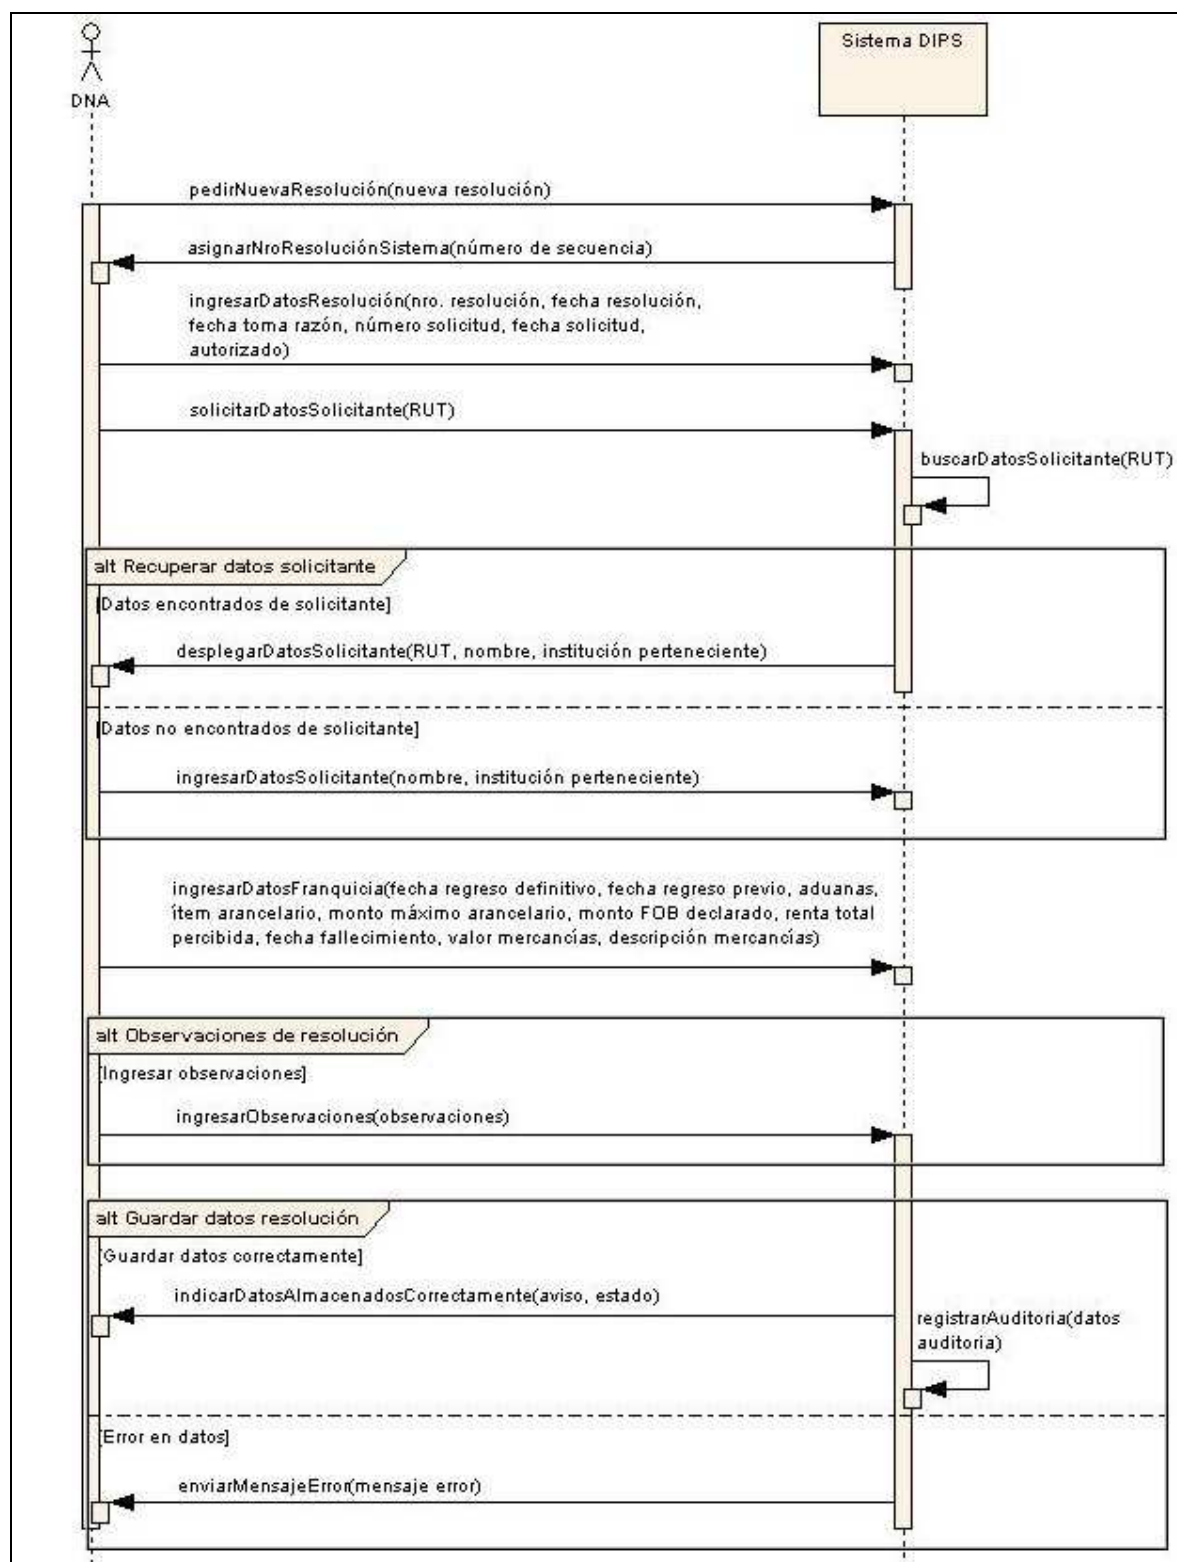 Sistema DIPS
DNA
pedirNuevaResolución(nueva resolución)
asignarNroResoluciónSistema(número de secuencia)
ingresarDatosResolución(nro. resolución, fecha resolución,
fecha toma razón, número solicitud, fecha solicitud,
autorizado)
solicitarDatosSolicitante(RUT)
buscarDatosSolicitante(RUT)
alt Recuperar datos solicitante
[Datos encontrados de solicitante]
desplegarDatosSolicitante(RUT, nombre, institución perteneciente)
[Datos no encontrados de solicitante]
ingresarDatosSolicitante(nombre, institución perteneciente)
ingresarDatosFranquicia(fecha regreso definitivo, fecha regreso previo, aduanas,
ítem arancelario, monto máximo arancelario, monto FOB declarado, renta total
percibida, fecha fallecimiento, valor mercancías, descripción mercancías)
alt Observaciones de resolución
[Ingresar observaciones]
ingresarObservaciones(observaciones)
alt Guardar datos resolución
[Guardar datos correctamente]
indicarDatosAlmacenadosCorrectamente(aviso, estado)
registrarAuditoria(datos
auditoria)
[Error en datos]
enviarMensajeError(mensaje error)